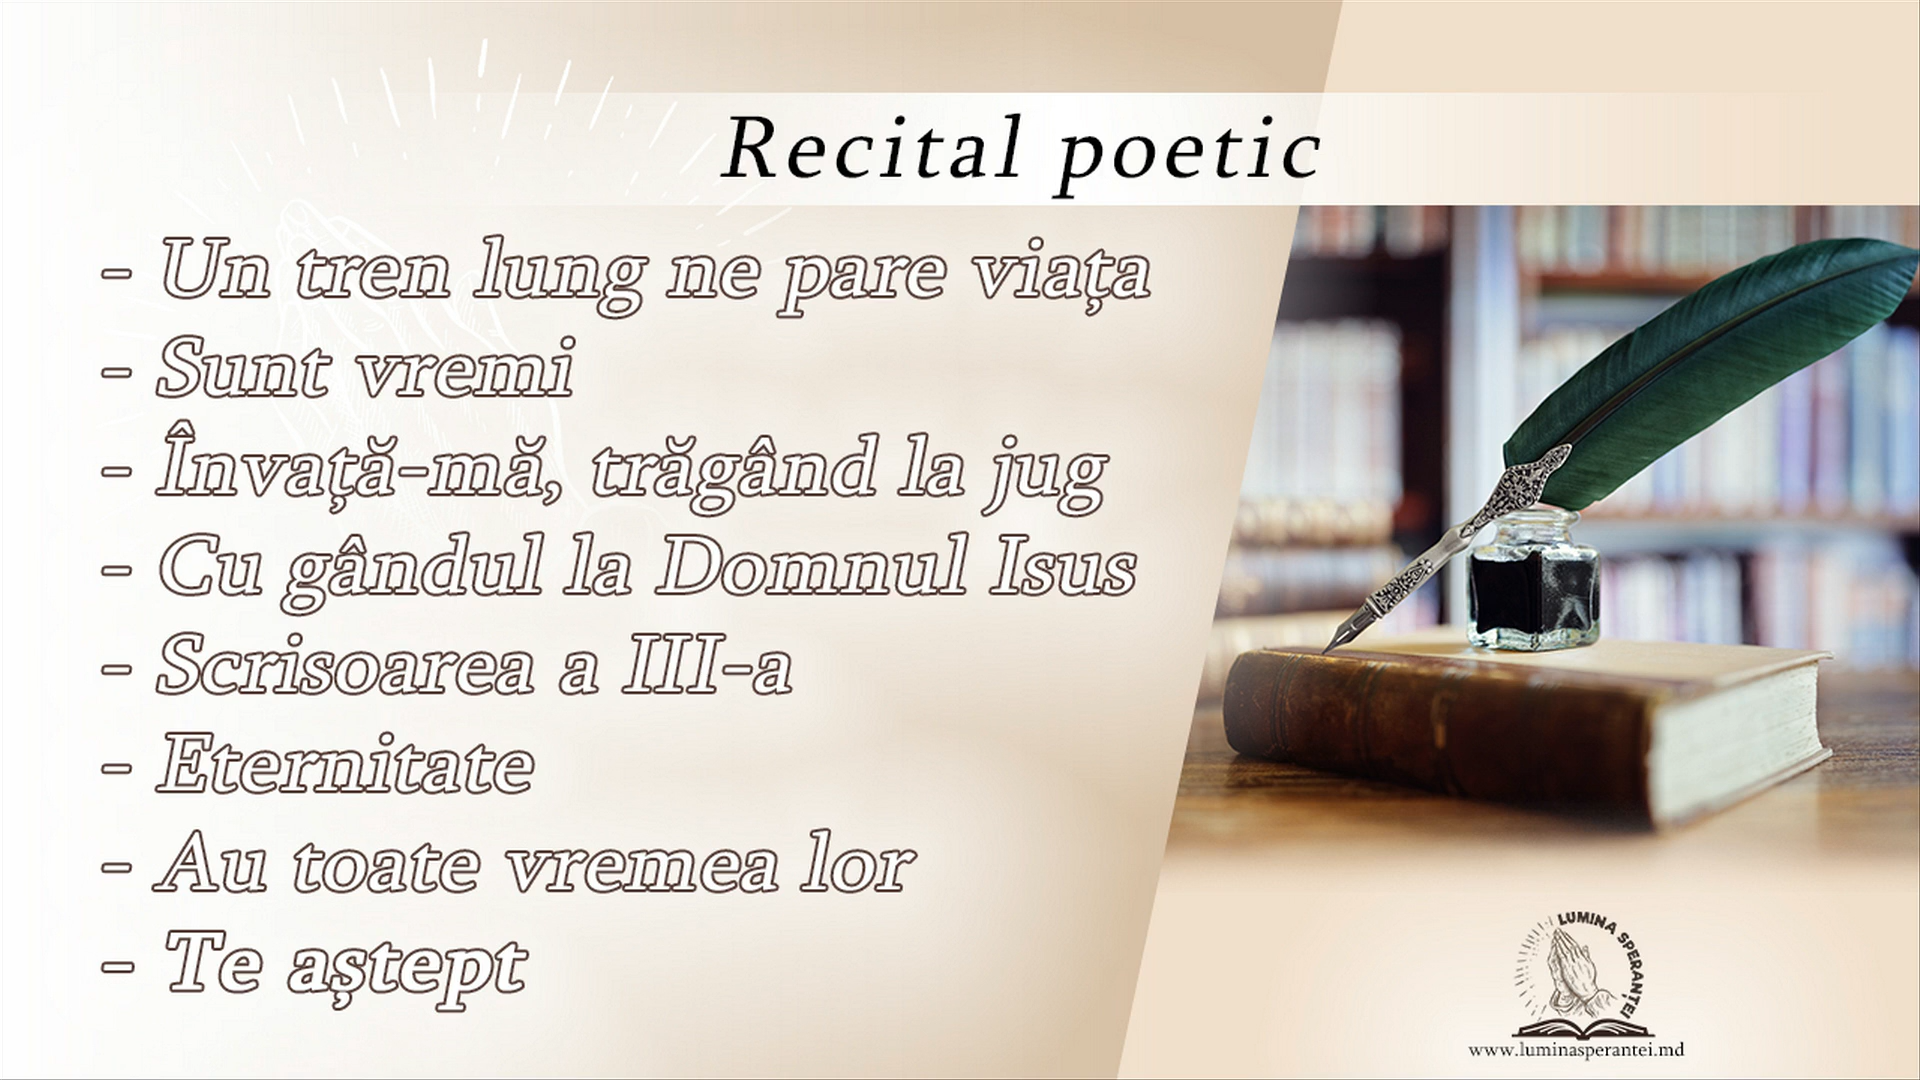 Recital poetic
- Un tren lung ne pare viața
- Sunt vremi
- Învață-mă, trăgând la jug
- Cu gândul la Domnul Isus
- Scrisoarea a III-a
- Eternitate
- Au toate vremea lor
- Te aștept
LUMINA SPERANȚEI
www.luminasperantei.md